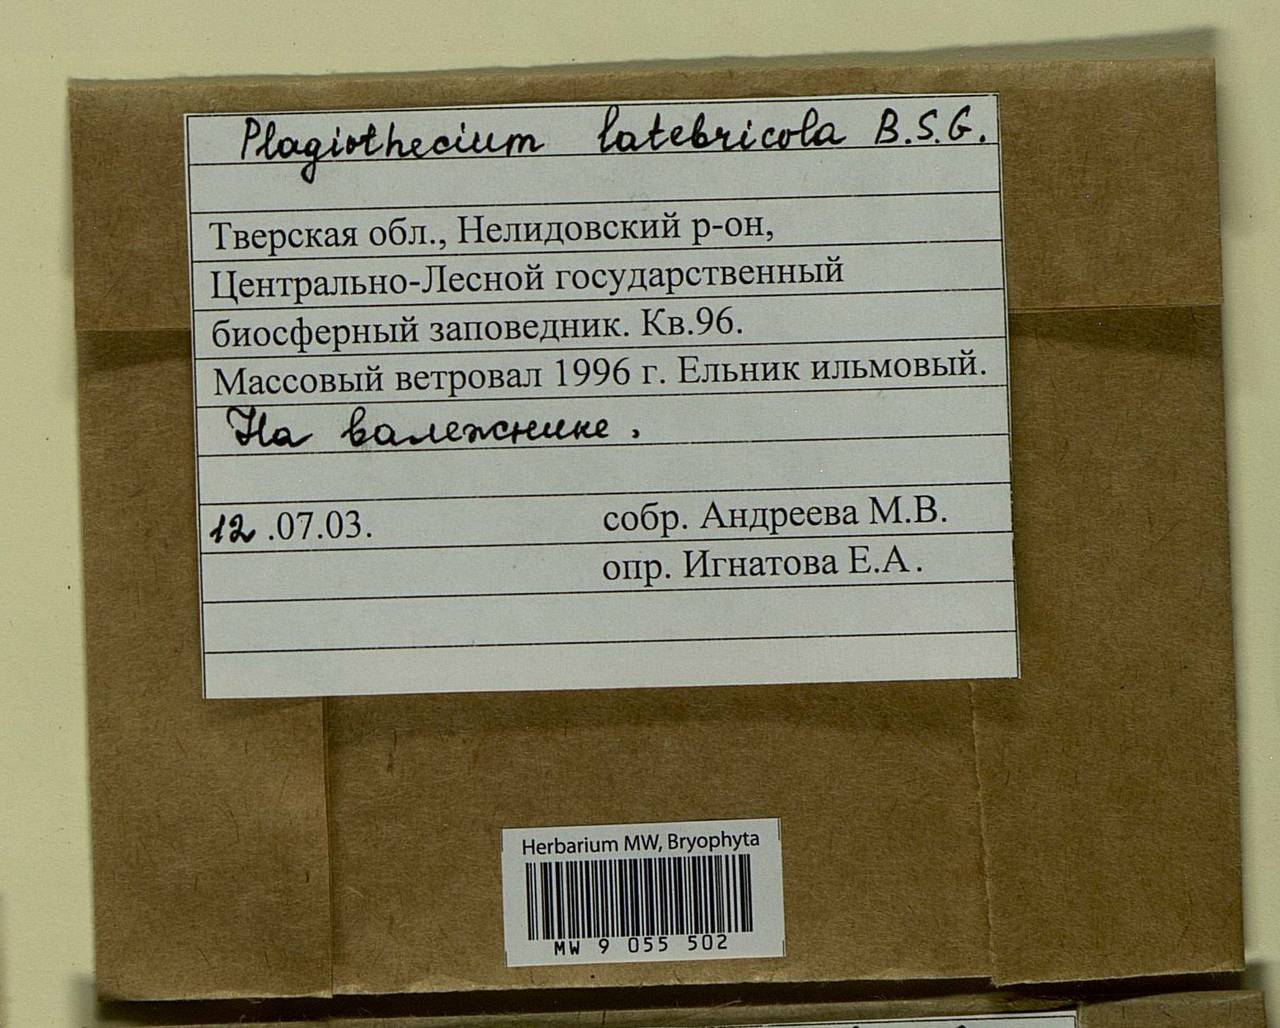 Plagiothecium latebricola B.S.G.
Тверская обл., Нелидовский р-он,
Центрально-Лесной государственный
биосферный заповедник. Кв.96.
Массовый ветровал 1996 г. Ельник ильмовый.
На валежнике.
12.07.03. собр. Андреева М.В.
опр. Игнатова Е.А.
Herbarium MW, Bryophyta
MW 9 055 502